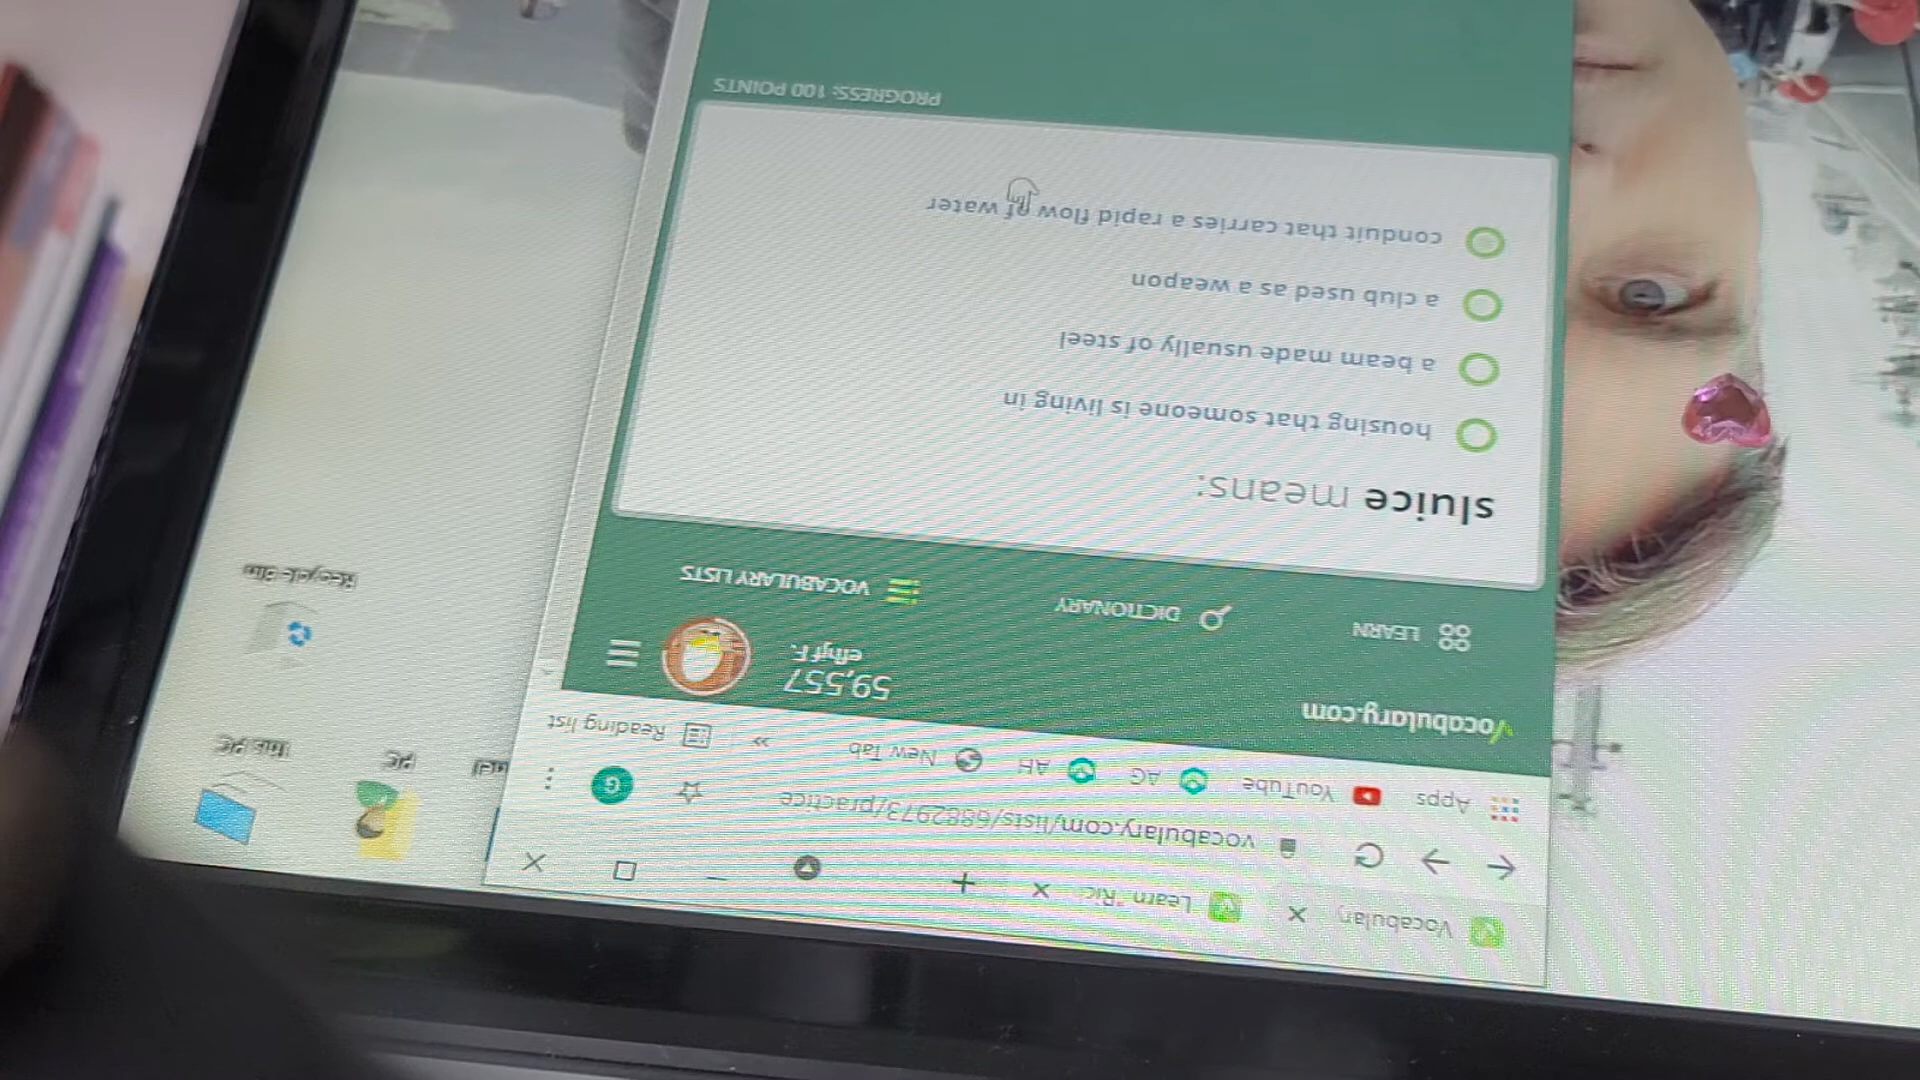 Vocabulary
Learn "Ric
vocabulary.com/lists/6882973/practice
Apps
YouTube
AG
AH
New Tab
»
Reading list
Vocabulary.com
59,557
LEARN
DICTIONARY
VOCABULARY LISTS
sluice means:
housing that someone is living in
a beam made usually of steel
a club used as a weapon
conduit that carries a rapid flow of water
PROGRESS: 100 POINTS
G
PIC
This PC
Recycle Bin